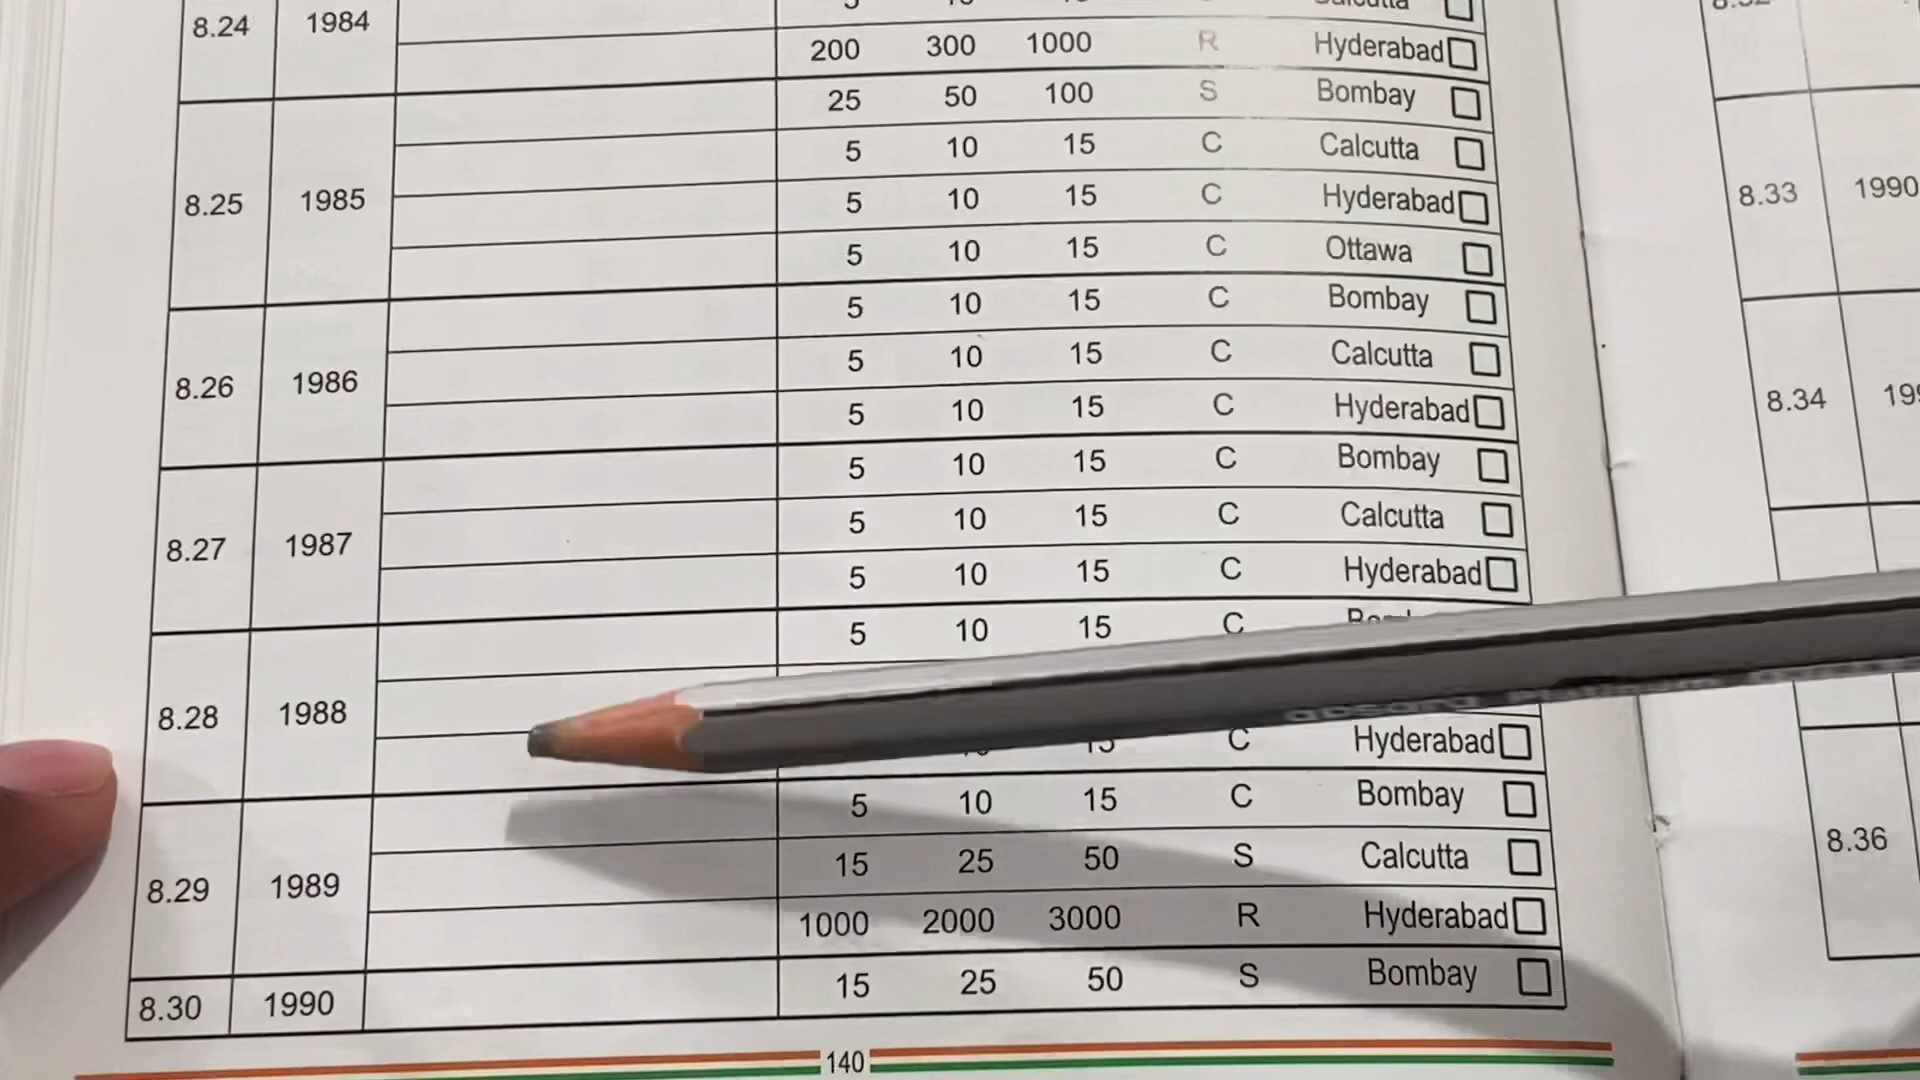 8.24 1984
200 300 1000 R Hyderabad
25 50 100 S Bombay
5 10 15 C Calcutta
8.25 1985
5 10 15 C Hyderabad
5 10 15 C Ottawa
5 10 15 C Bombay
8.26 1986
5 10 15 C Calcutta
5 10 15 C Hyderabad
5 10 15 C Bombay
8.27 1987
5 10 15 C Calcutta
5 10 15 C Hyderabad
5 10 15 C
8.28 1988
15 C Hyderabad
5 10 15 C Bombay
8.29 1989
15 25 50 S Calcutta
1000 2000 3000 R Hyderabad
8.30 1990
15 25 50 S Bombay
140
8.33 1990
8.34
8.36